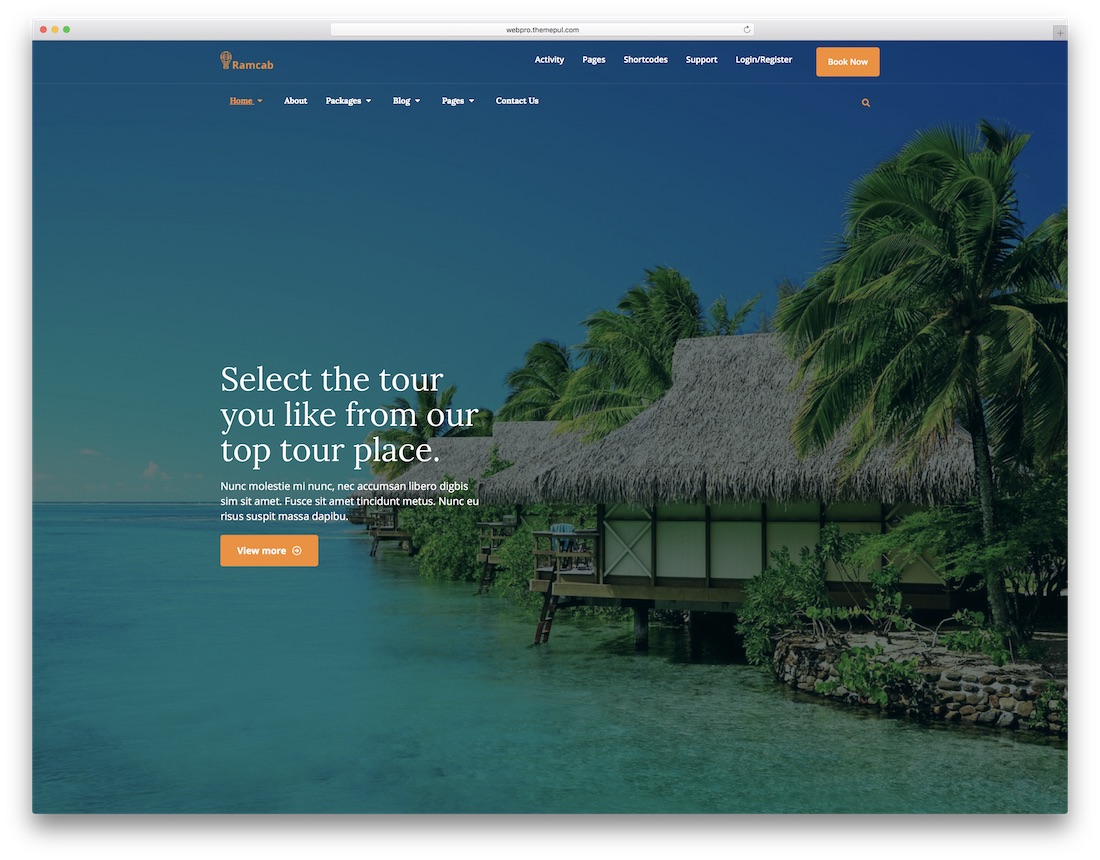 webpro.themepul.com
Ramcab
Activity Pages Shortcodes Support Login/Register Book Now
Home About Packages Blog Pages Contact Us
Select the tour
you like from our
top tour place.
Nunc molestie mi nunc, nec accumsan libero digbis
sim sit amet. Fusce sit amet tincidunt metus. Nunc eu
risus suspit massa dapibu.
View more